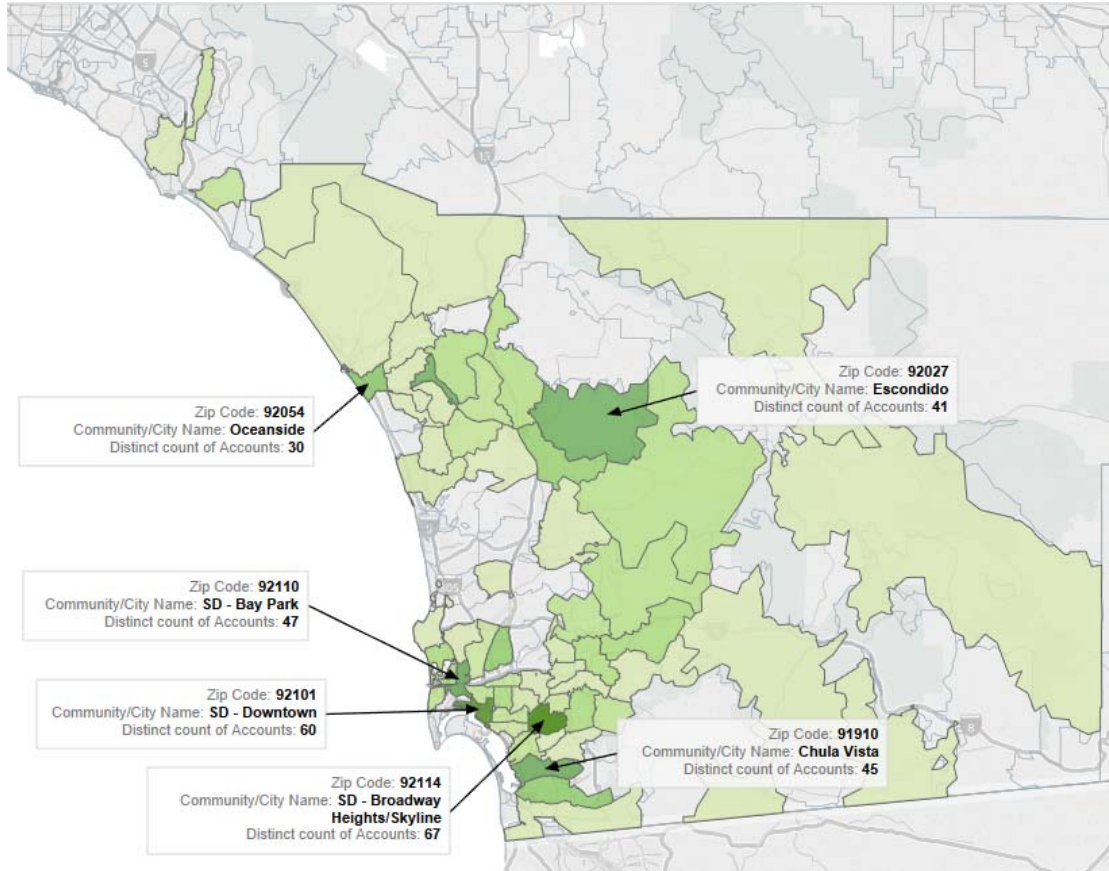 5
15
Zip Code: 92027
Community/City Name: Escondido
Distinct count of Accounts: 41
Zip Code: 92054
Community/City Name: Oceanside
Distinct count of Accounts: 30
Zip Code: 92110
Community/City Name: SD - Bay Park
Distinct count of Accounts: 47
Zip Code: 92101
Community/City Name: SD - Downtown
Distinct count of Accounts: 60
8
Zip Code: 91910
Community/City Name: Chula Vista
Distinct count of Accounts: 45
Zip Code: 92114
Community/City Name: SD - Broadway
Heights/Skyline
Distinct count of Accounts: 67